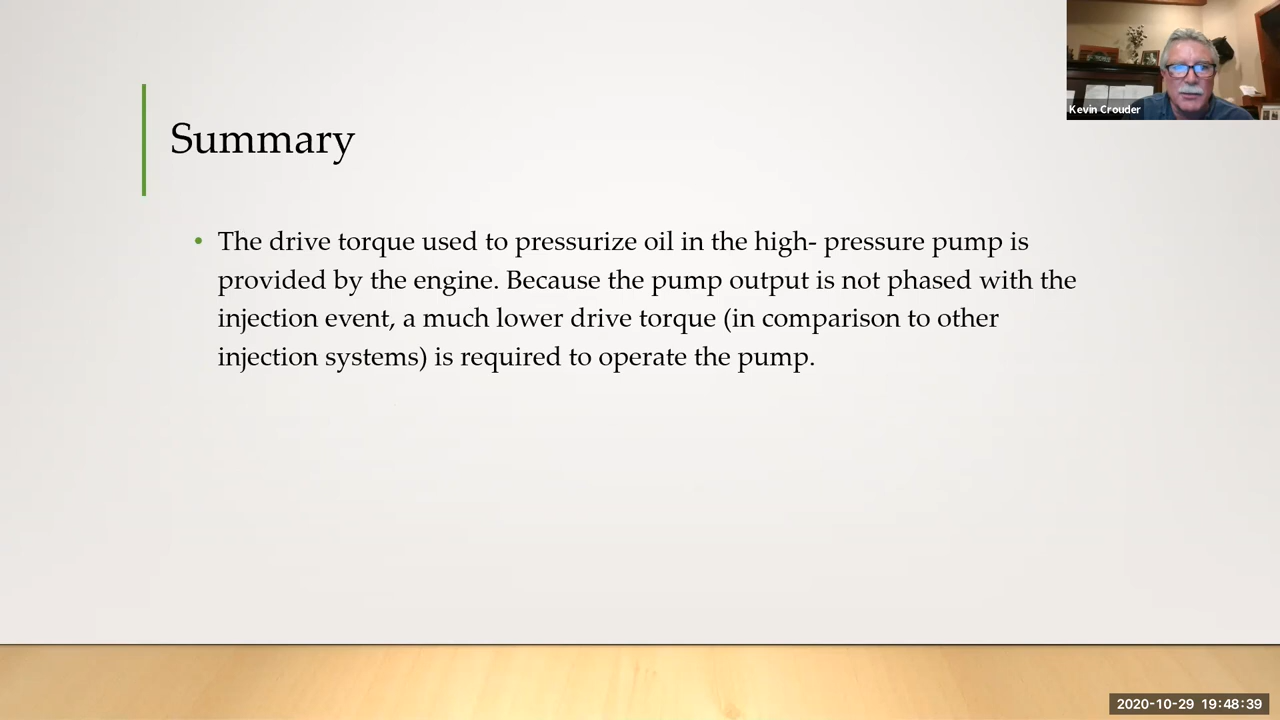 Kevin Crouder
Summary
• The drive torque used to pressurize oil in the high- pressure pump is
provided by the engine. Because the pump output is not phased with the
injection event, a much lower drive torque (in comparison to other
injection systems) is required to operate the pump.
2020-10-29 19:48:39